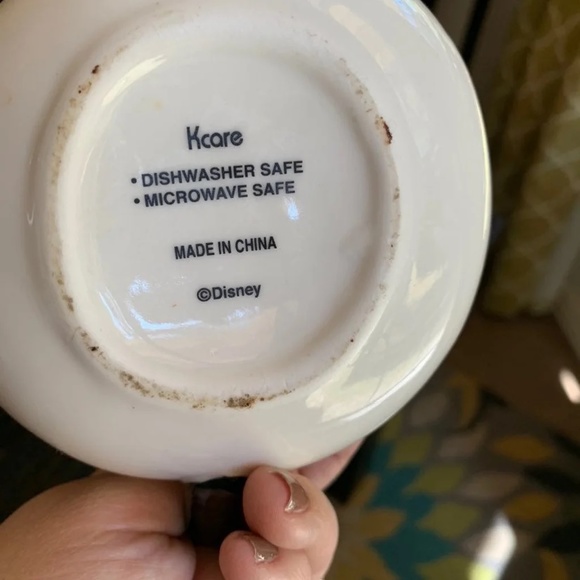 Kcare
• DISHWASHER SAFE
• MICROWAVE SAFE
MADE IN CHINA
©Disney